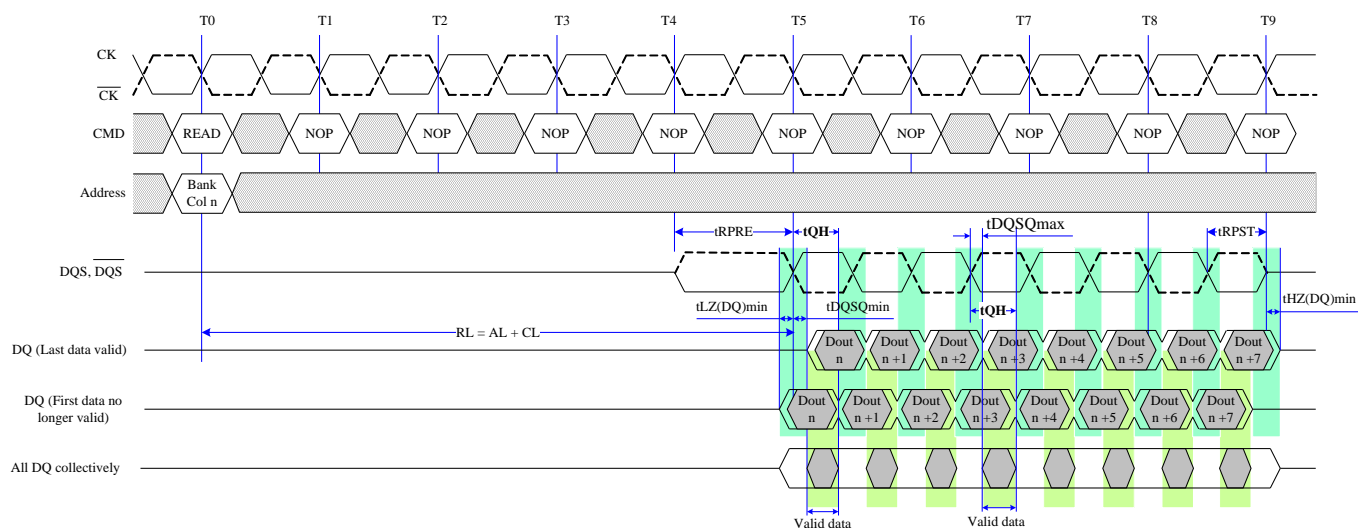 T0 T1 T2 T3 T4 T5 T6 T7 T8 T9
CK
CK
CMD READ NOP NOP NOP NOP NOP NOP NOP NOP NOP
Address Bank
Col n
tRPRE tQH tDQSQmax tRPST
DQS, DQS
tLZ(DQ)min tDQSQmin tQH tHZ(DQ)min
RL = AL + CL
DQ (Last data valid)
Dout Dout Dout Dout Dout Dout Dout Dout
n n +1 n +2 n +3 n +4 n +5 n +6 n +7
DQ (First data no
longer valid)
Dout Dout Dout Dout Dout Dout Dout Dout
n n +1 n +2 n +3 n +4 n +5 n +6 n +7
All DQ collectively
Valid data Valid data